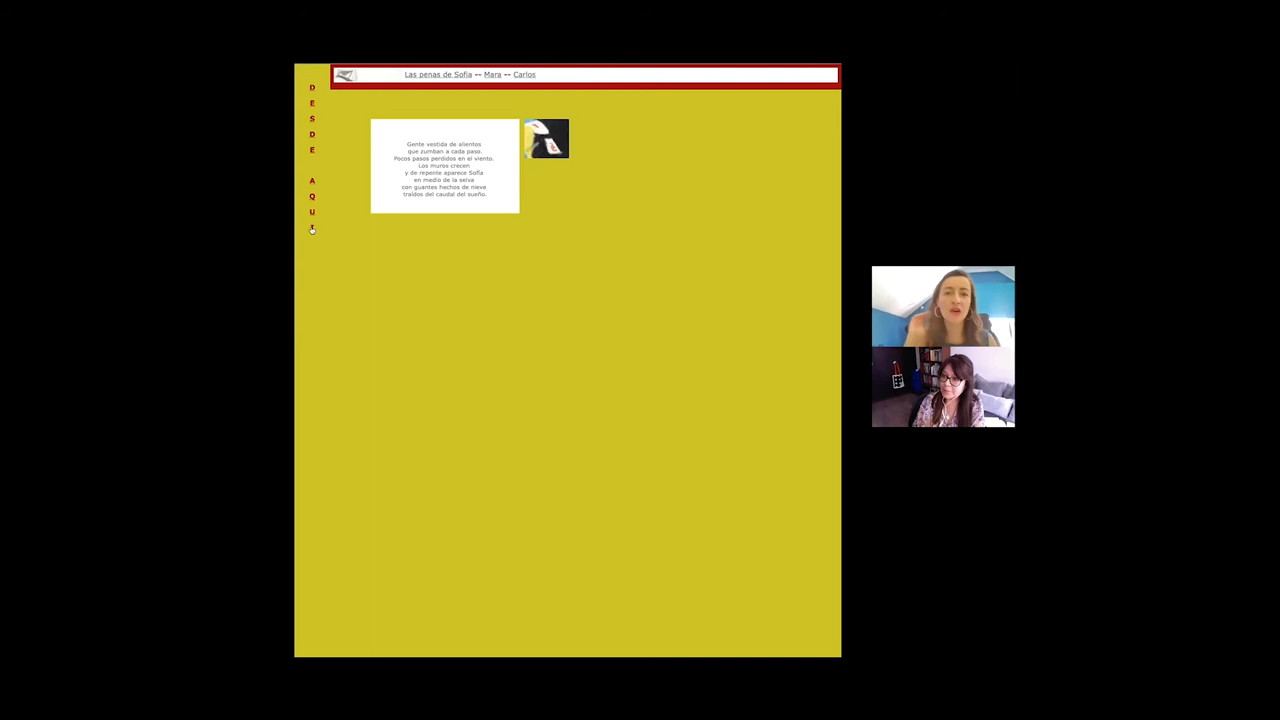 Las penas de Sofia -- Mara -- Carlos
D
E
S
D
E
A
Q
U
I
Gente vestida de alientos
que zumban a cada paso.
Pocos pasos perdidos en el viento.
Los muros crecen
y de repente aparece Sofía
en medio de la selva
con guantes hechos de nieve
traídos del caudal del sueño.